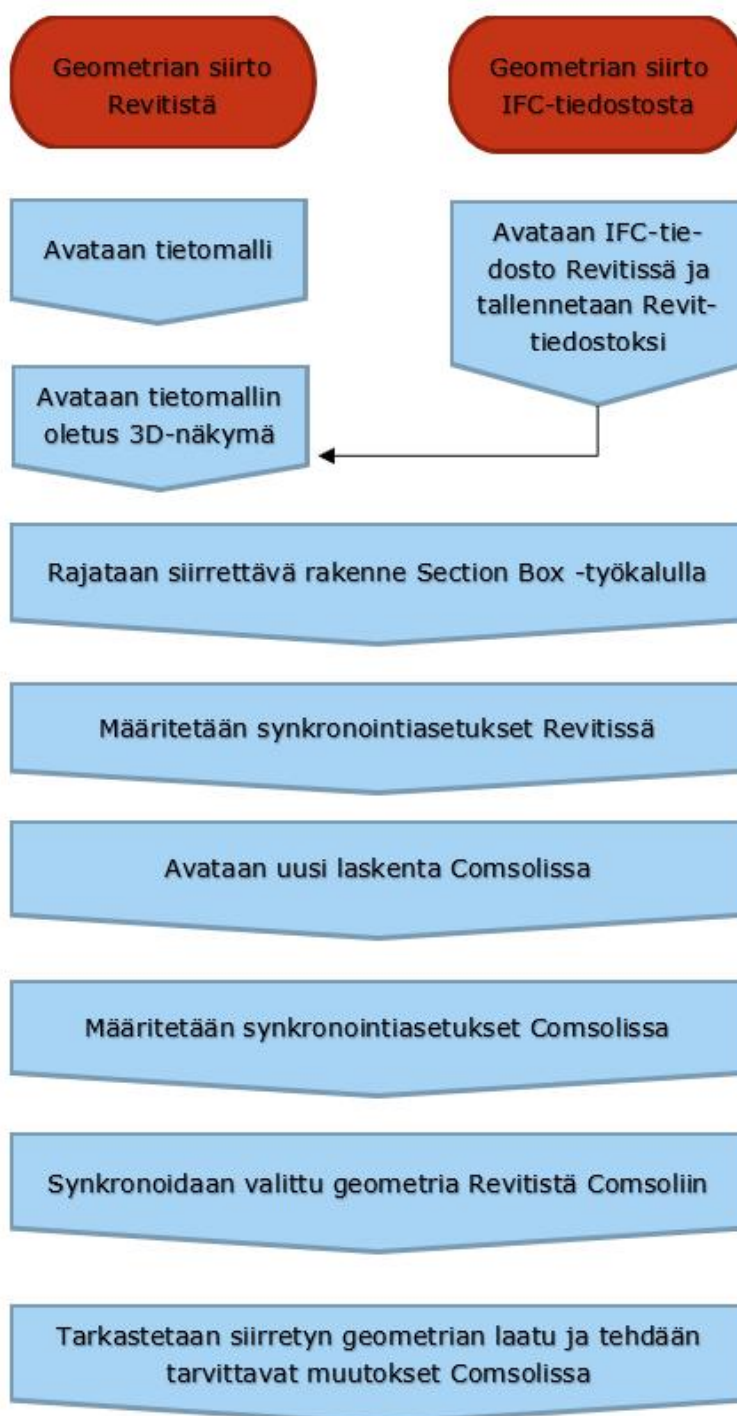 Geometrian siirto
Revitistä
Geometrian siirto
IFC-tiedostosta
Avataan tietomalli
Avataan IFC-tie-
dosto Revitissä ja
tallennetaan Revit-
tiedostoksi
Avataan tietomallin
oletus 3D-näkymä
Rajataan siirrettävä rakenne Section Box -työkalulla
Määritetään synkronointiasetukset Revitissä
Avataan uusi laskenta Comsolissa
Määritetään synkronointiasetukset Comsolissa
Synkronoidaan valittu geometria Revitistä Comsoliin
Tarkastetaan siirretyn geometrian laatu ja tehdään
tarvittavat muutokset Comsolissa